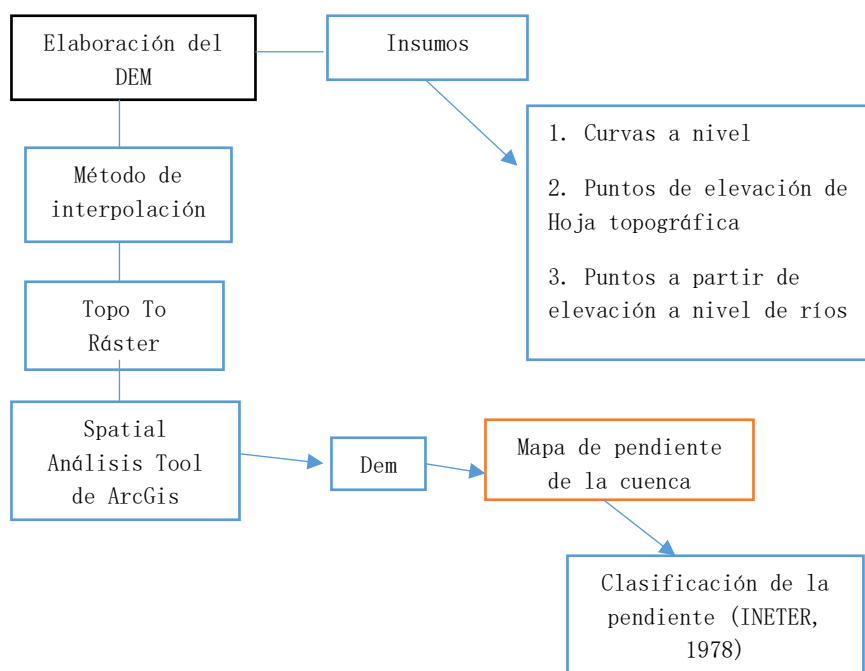 Elaboración del
DEM
Insumos
1. Curvas a nivel
2. Puntos de elevación de
Hoja topográfica
3. Puntos a partir de
elevación a nivel de ríos
Método de
interpolación
Topo To
Ráster
Spatial
Análisis Tool
de ArcGis
Dem
Mapa de pendiente
de la cuenca
Clasificación de la
pendiente (INETER,
1978)